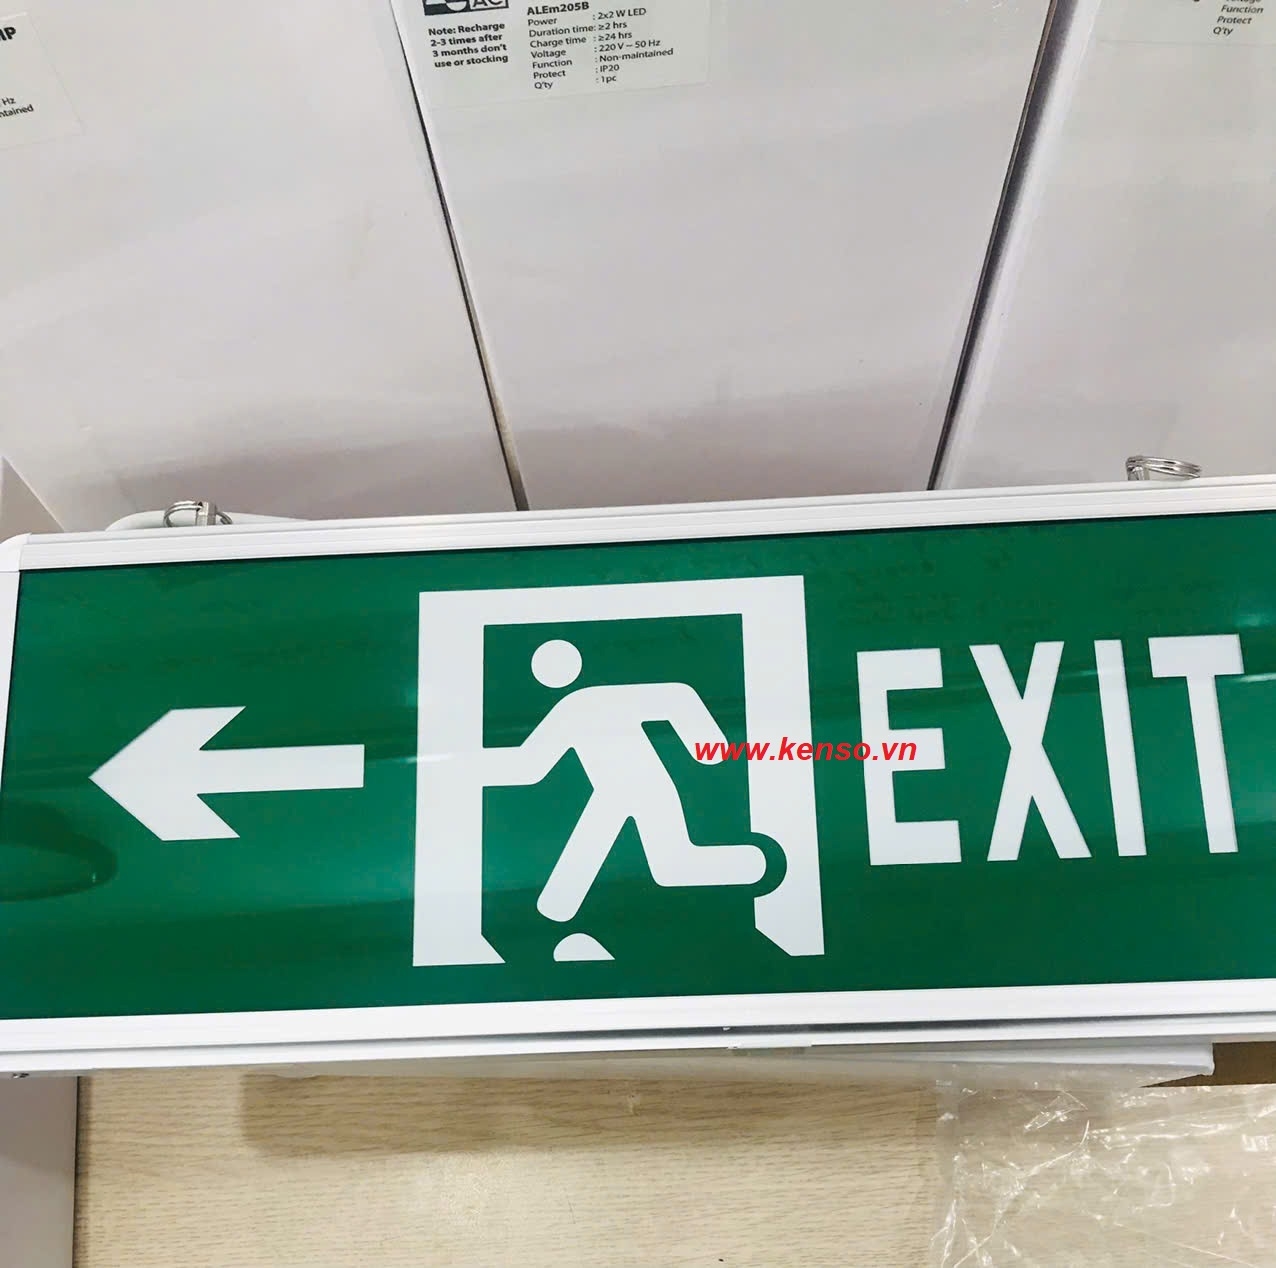 AC
Note: Recharge
2-3 times after
3 months don't
use or stocking
ALEm205B
Power : 2x2 W LED
Duration time: ≥2 hrs
Charge time : ≥24 hrs
Voltage : 220 V ~ 50 Hz
Function : Non-maintained
Protect : IP20
Q'ty : 1pc
Hz
Function
Protect
Q'ty
EXIT
www.kenso.vn